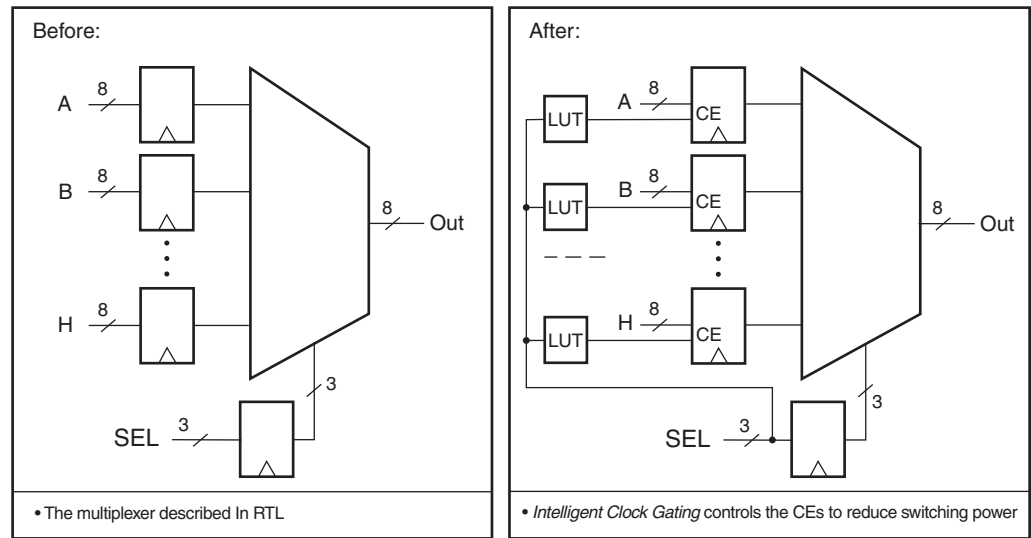 Before:
8
A
8
B
8
Out
8
H
3
3
SEL
• The multiplexer described In RTL
After:
8
A
LUT
CE
8
B
LUT
CE
8
Out
8
H
LUT
CE
3
3
SEL
• Intelligent Clock Gating controls the CEs to reduce switching power